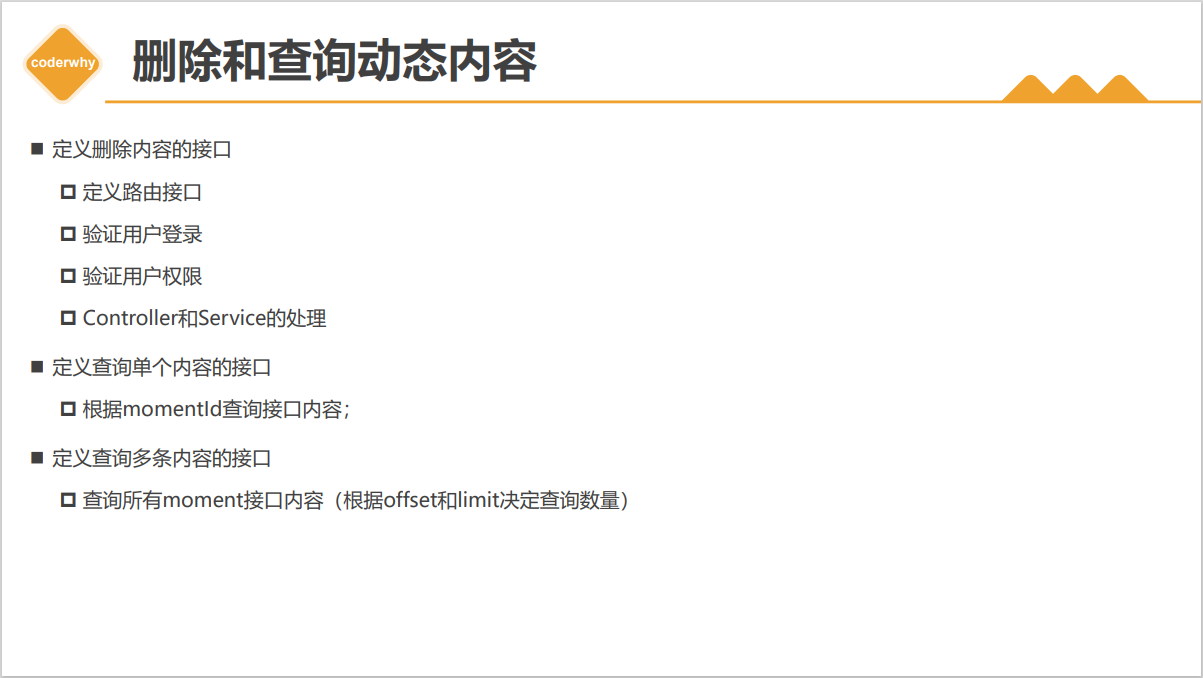 coderwhy
删除和查询动态内容
定义删除内容的接口
定义路由接口
验证用户登录
验证用户权限
Controller和Service的处理
定义查询单个内容的接口
根据momentId查询接口内容；
定义查询多条内容的接口
查询所有moment接口内容（根据offset和limit决定查询数量）